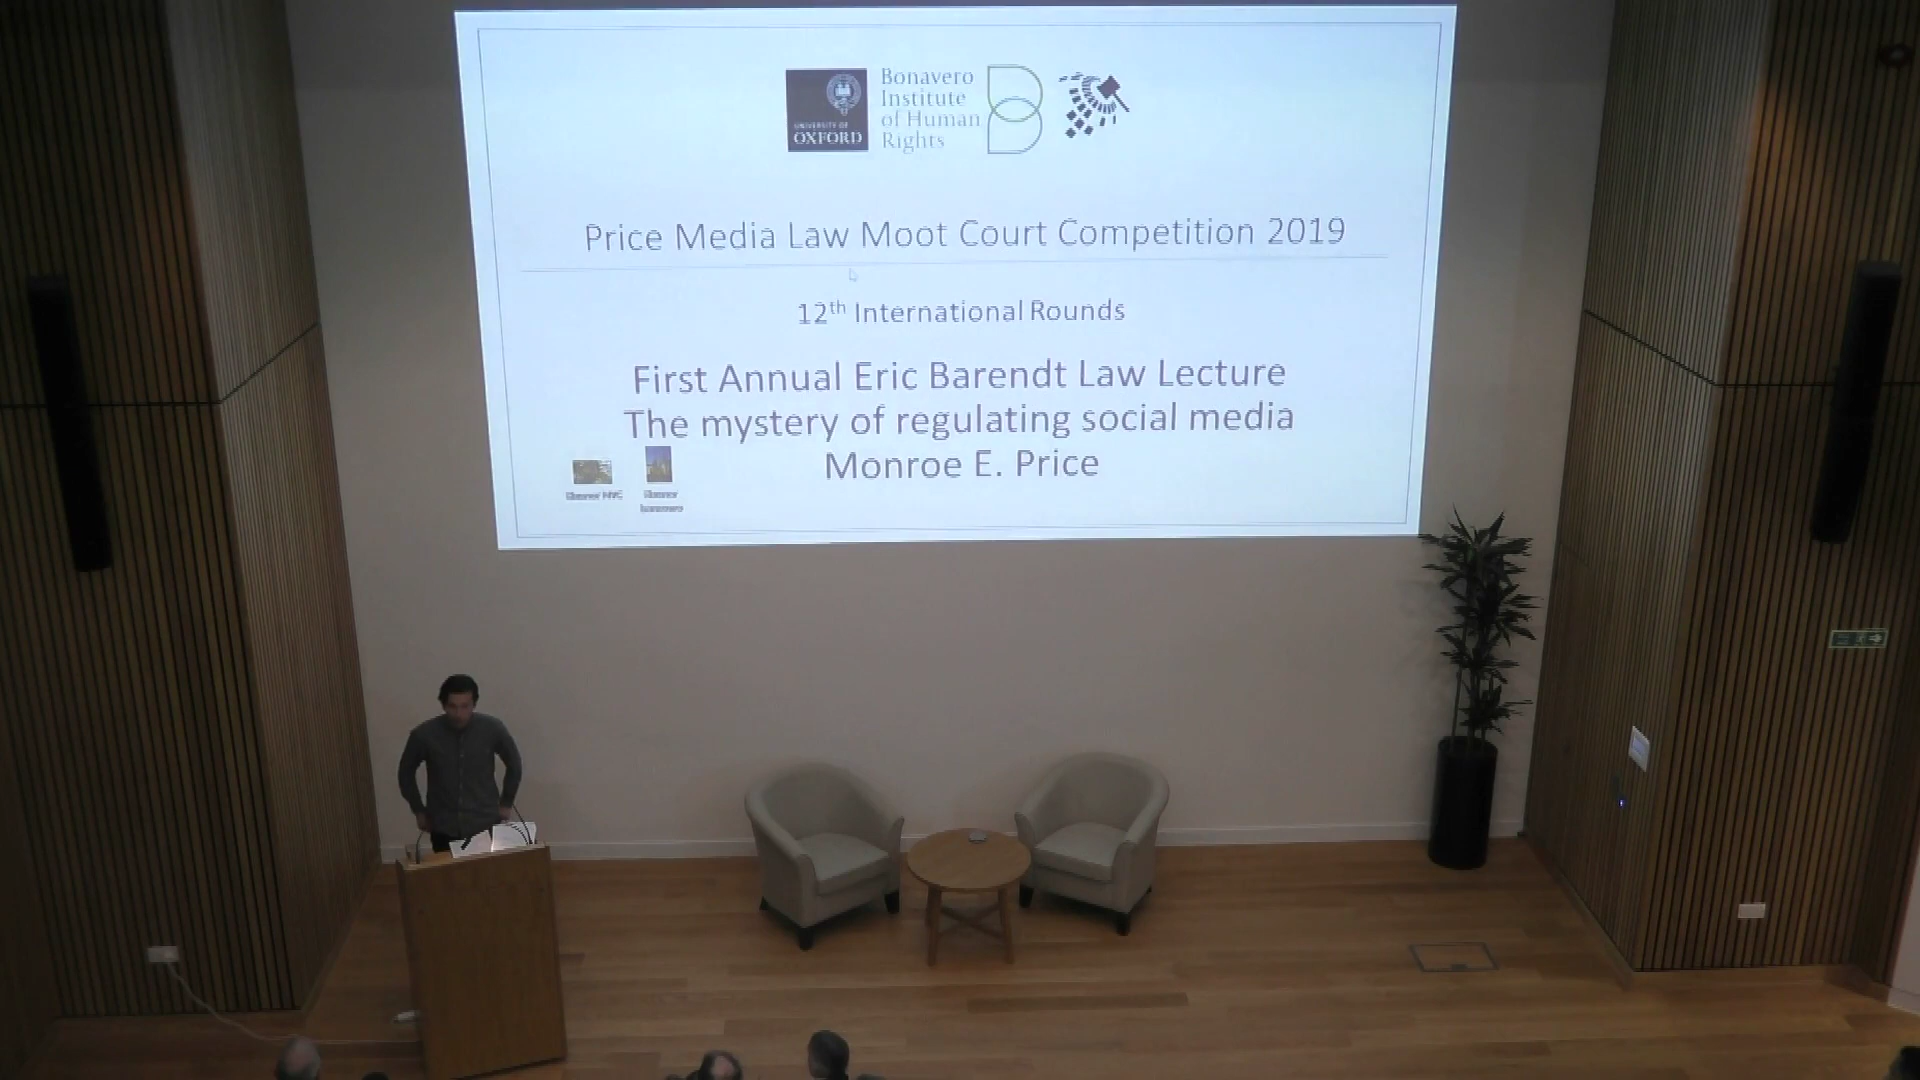 UNIVERSITY OF
OXFORD
Bonavero
Institute
of Human
Rights
Price Media Law Moot Court Competition 2019
12th International Rounds
First Annual Eric Barendt Law Lecture
The mystery of regulating social media
Monroe E. Price